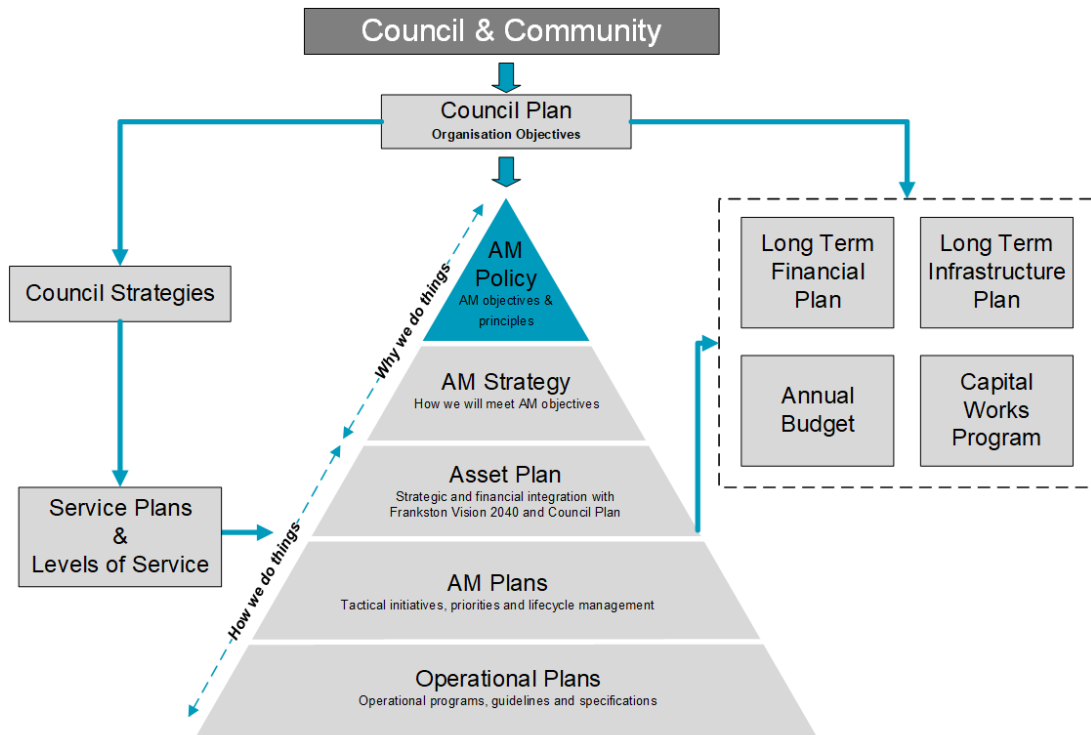 Council & Community
Council Plan
Organisation Objectives
Council Strategies
Service Plans
&
Levels of Service
Why we do things
How we do things
AM
Policy
AM objectives &
principles
AM Strategy
How we will meet AM objectives
Asset Plan
Strategic and financial integration with
Frankston Vision 2040 and Council Plan
AM Plans
Tactical initiatives, priorities and lifecycle management
Operational Plans
Operational programs, guidelines and specifications
Long Term
Financial
Plan
Long Term
Infrastructure
Plan
Annual
Budget
Capital
Works
Program